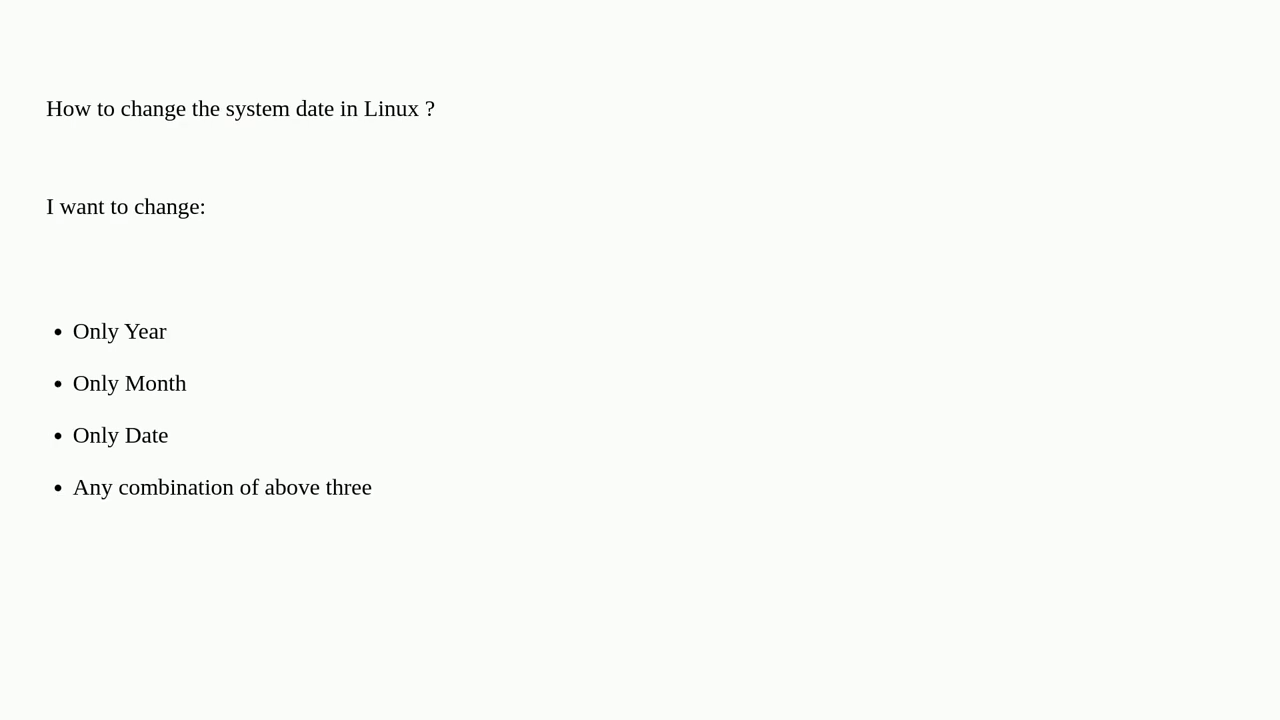 How to change the system date in Linux ?
I want to change:
• Only Year
• Only Month
• Only Date
• Any combination of above three